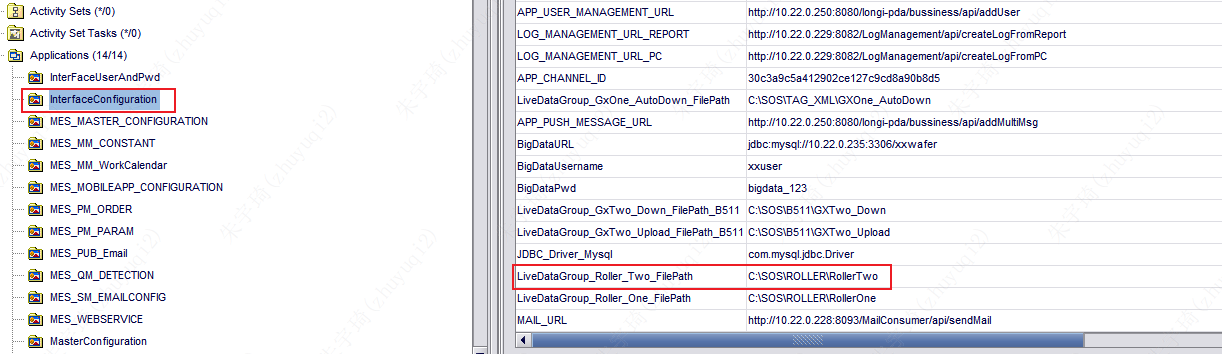 Activity Sets (*/0)
Activity Set Tasks (*/0)
Applications (14/14)
InterFaceUserAndPwd
InterfaceConfiguration
MES_MASTER_CONFIGURATION
MES_MM_CONSTANT
MES_MM_WorkCalendar
MES_MOBILEAPP_CONFIGURATION
MES_PM_ORDER
MES_PM_PARAM
MES_PUB_Email
MES_QM_DETECTION
MES_SM_EMAILCONFIG
MES_WEBSERVICE
MasterConfiguration
APP_USER_MANAGEMENT_URL http://10.22.0.250:8080/longi-pda/bussiness/api/addUser
LOG_MANAGEMENT_URL_REPORT http://10.22.0.229:8082/LogManagement/api/createLogFromReport
LOG_MANAGEMENT_URL_PC http://10.22.0.229:8082/LogManagement/api/createLogFromPC
APP_CHANNEL_ID 30c3a9c5a412902ce127c9cd8a90b8d5
LiveDataGroup_GxOne_AutoDown_FilePath C:\SOS\TAG_XML\GXOne_AutoDown
APP_PUSH_MESSAGE_URL http://10.22.0.250:8080/longi-pda/bussiness/api/addMultiMsg
BigDataURL jdbc:mysql://10.22.0.235:3306/xxwafer
BigDataUsername xxuser
BigDataPwd bigdata_123
LiveDataGroup_GxTwo_Down_FilePath_B511 C:\SOS\B511\GXTwo_Down
LiveDataGroup_GxTwo_Upload_FilePath_B511 C:\SOS\B511\GXTwo_Upload
JDBC_Driver_Mysql com.mysql.jdbc.Driver
LiveDataGroup_Roller_Two_FilePath C:\SOS\ROLLER\RollerTwo
LiveDataGroup_Roller_One_FilePath C:\SOS\ROLLER\RollerOne
MAIL_URL http://10.22.0.228:8093/MailConsumer/api/sendMail
朱宇琦(zhuyuqi2)